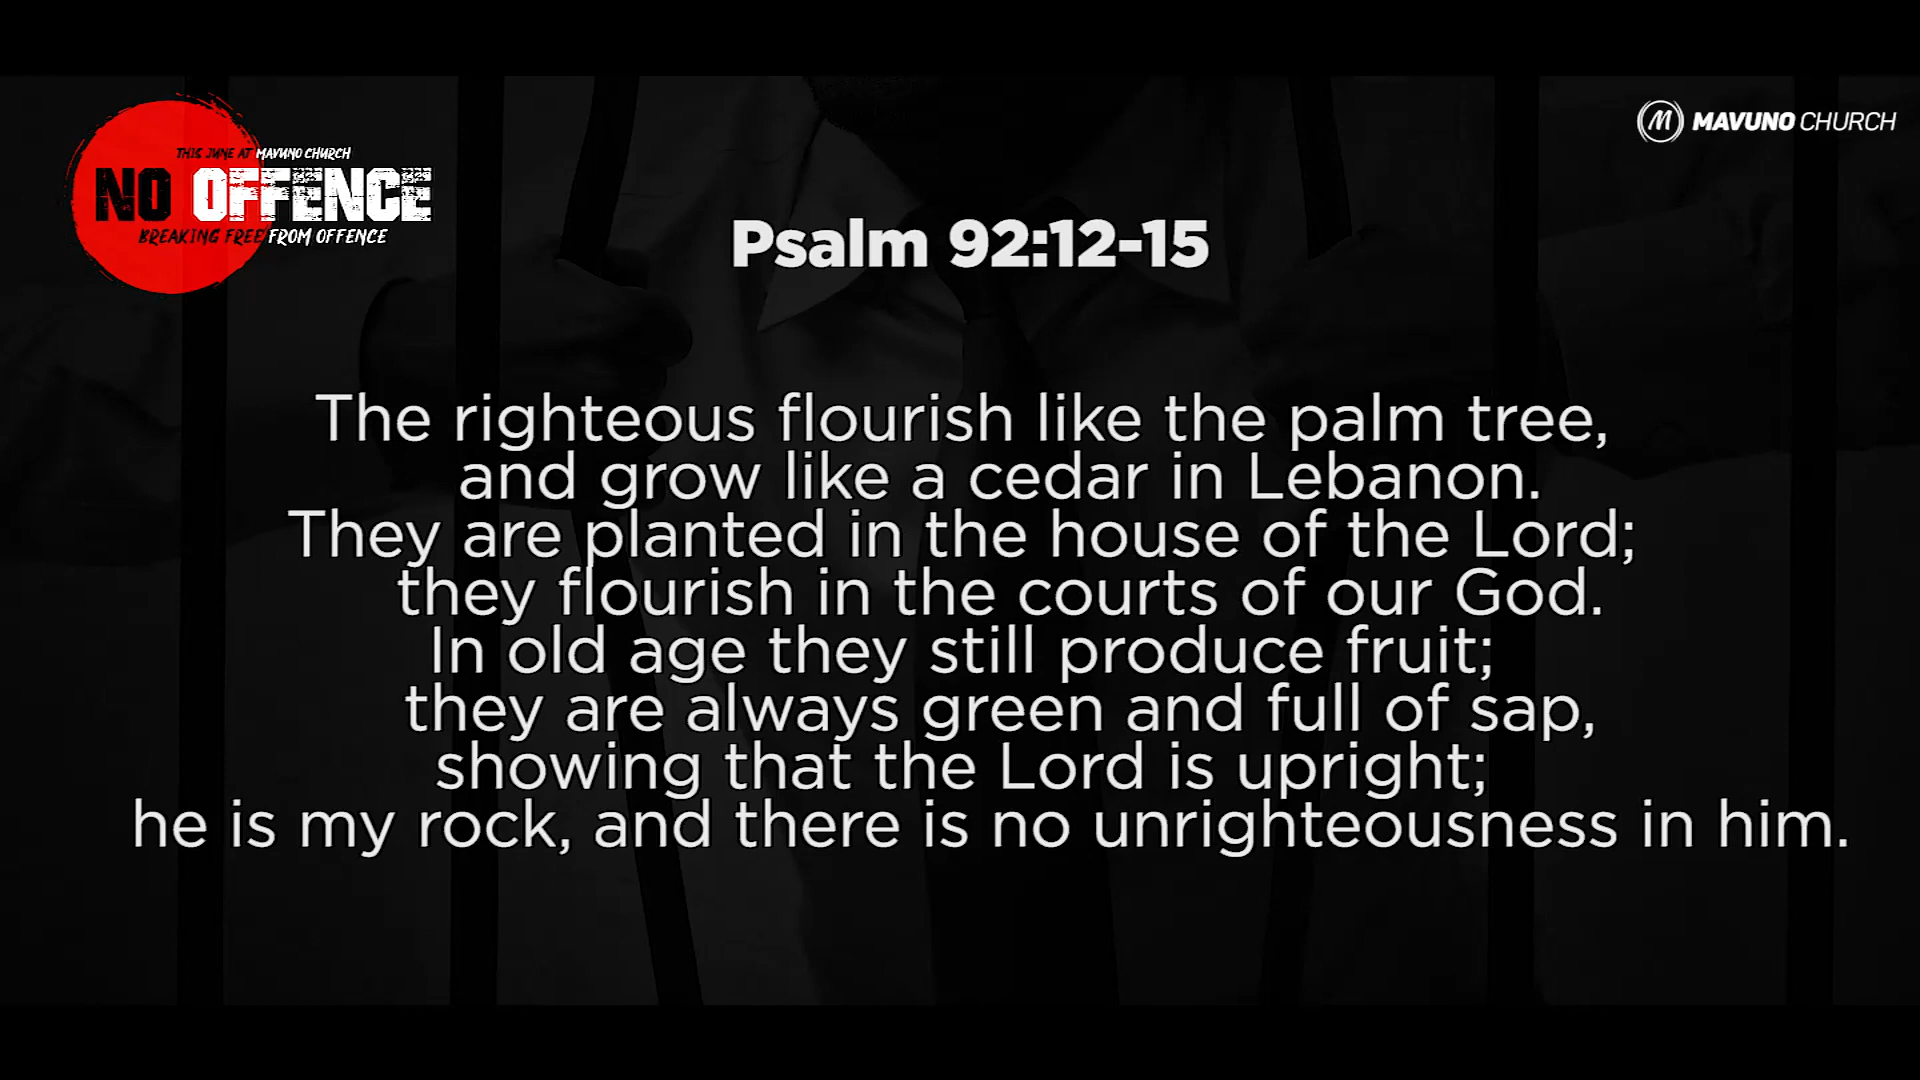 THIS JUNE AT MAVUNO CHURCH
NO OFFENCE
BREAKING FREE FROM OFFENCE
MAVUNO CHURCH
Psalm 92:12-15
The righteous flourish like the palm tree,
and grow like a cedar in Lebanon.
They are planted in the house of the Lord;
they flourish in the courts of our God.
In old age they still produce fruit;
they are always green and full of sap,
showing that the Lord is upright;
he is my rock, and there is no unrighteousness in him.